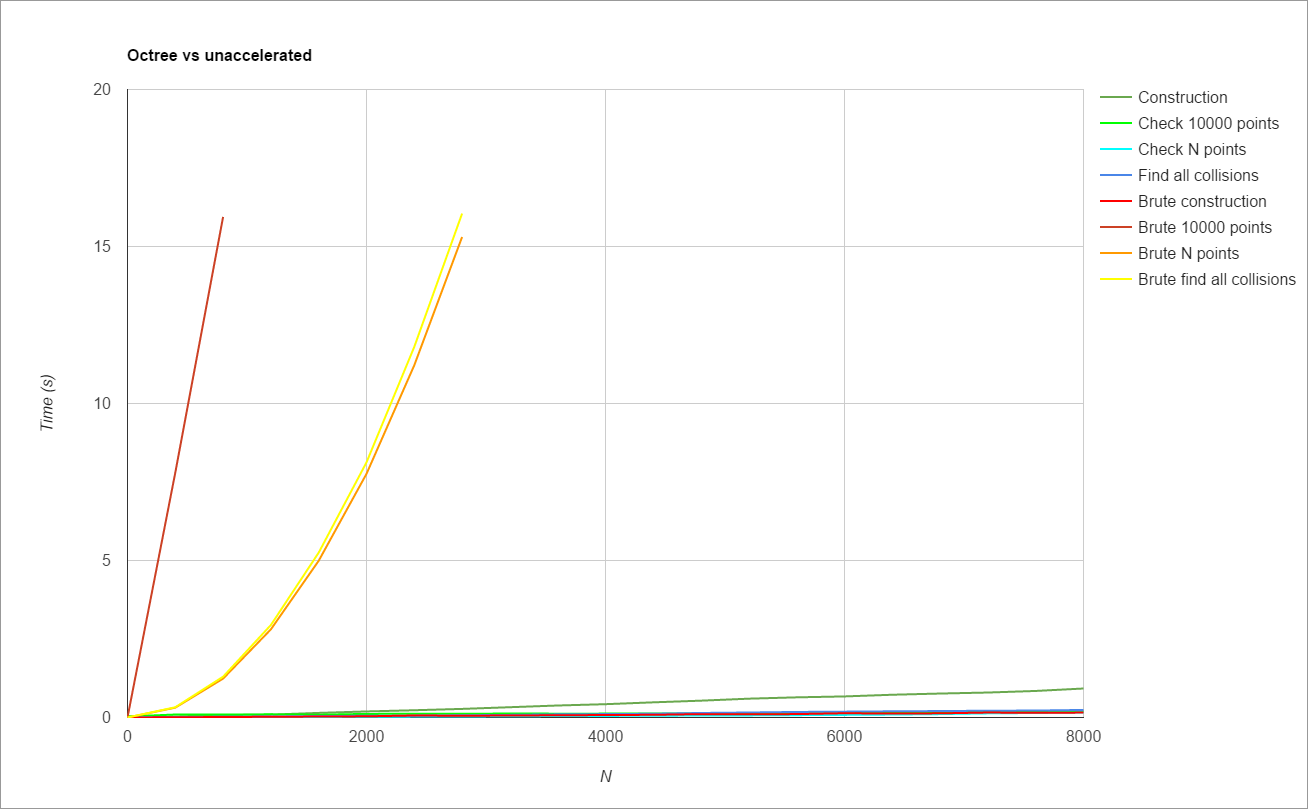 Octree vs unaccelerated
20
15
10
5
0
Time (s)
0 2000 4000 6000 8000
N
Construction
Check 10000 points
Check N points
Find all collisions
Brute construction
Brute 10000 points
Brute N points
Brute find all collisions